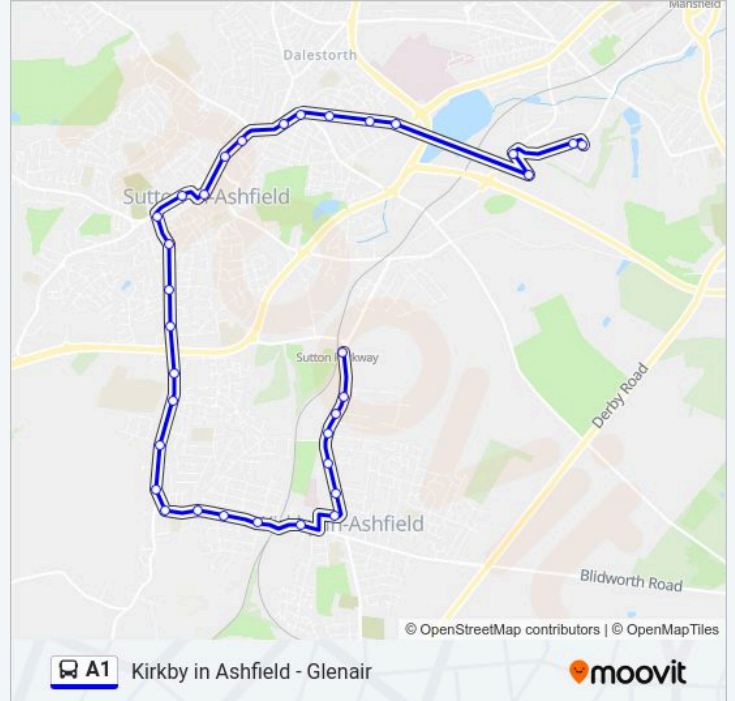 Mansfield
Dalestorth
Sutton-in-Ashfield
Sutton Parkway
Derby Road
Kirkby-in-Ashfield
Blidworth Road
© OpenStreetMap contributors | © OpenMapTiles
A1 Kirkby in Ashfield - Glenair
moovit